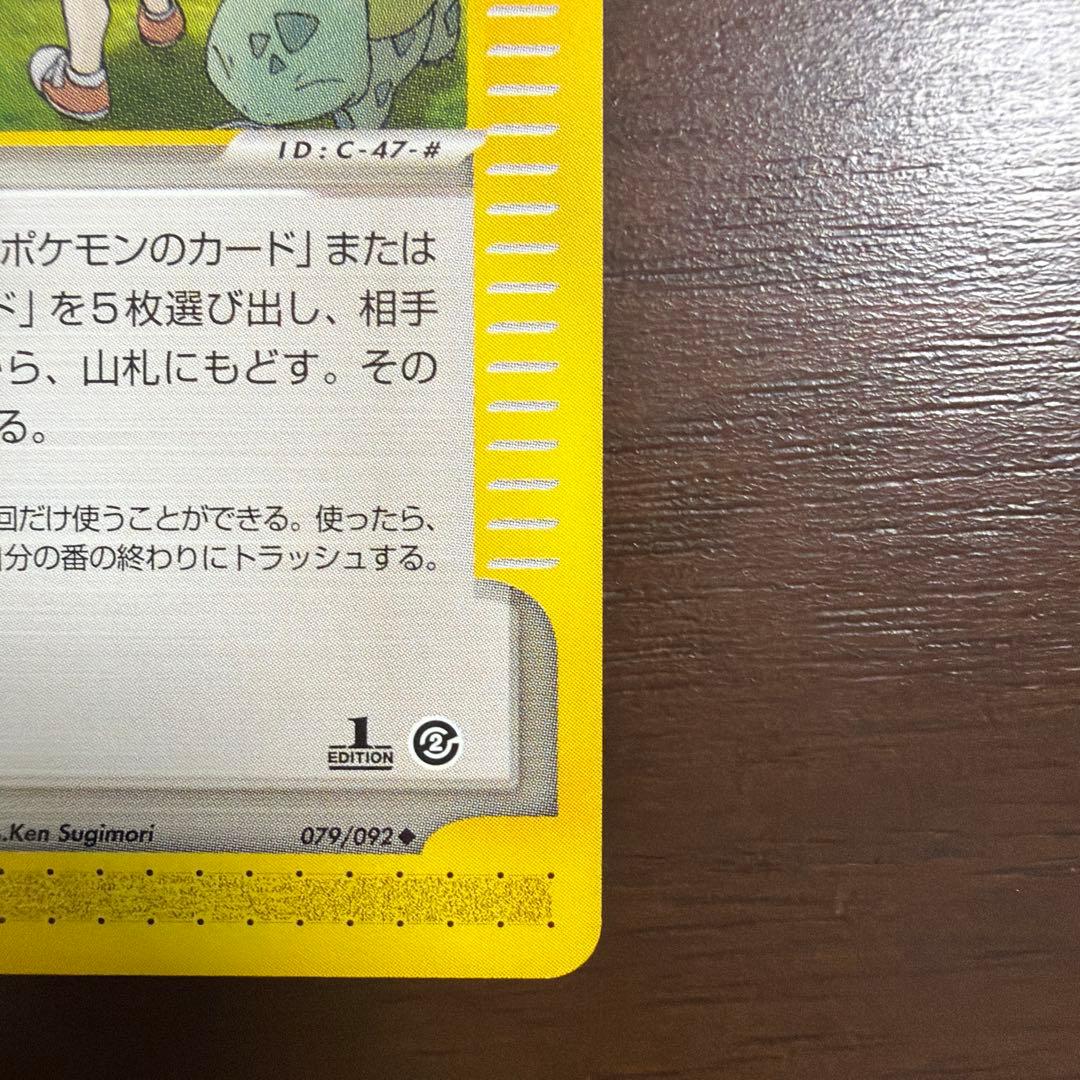 ID:C-47-#
ポケモンのカード」または
ド」を5枚選び出し、相手
ら、山札にもどす。その
る。
回だけ使うことができる。使ったら、
分の番の終わりにトラッシュする。
1
EDITION
2
.Ken Sugimori
079/092◆